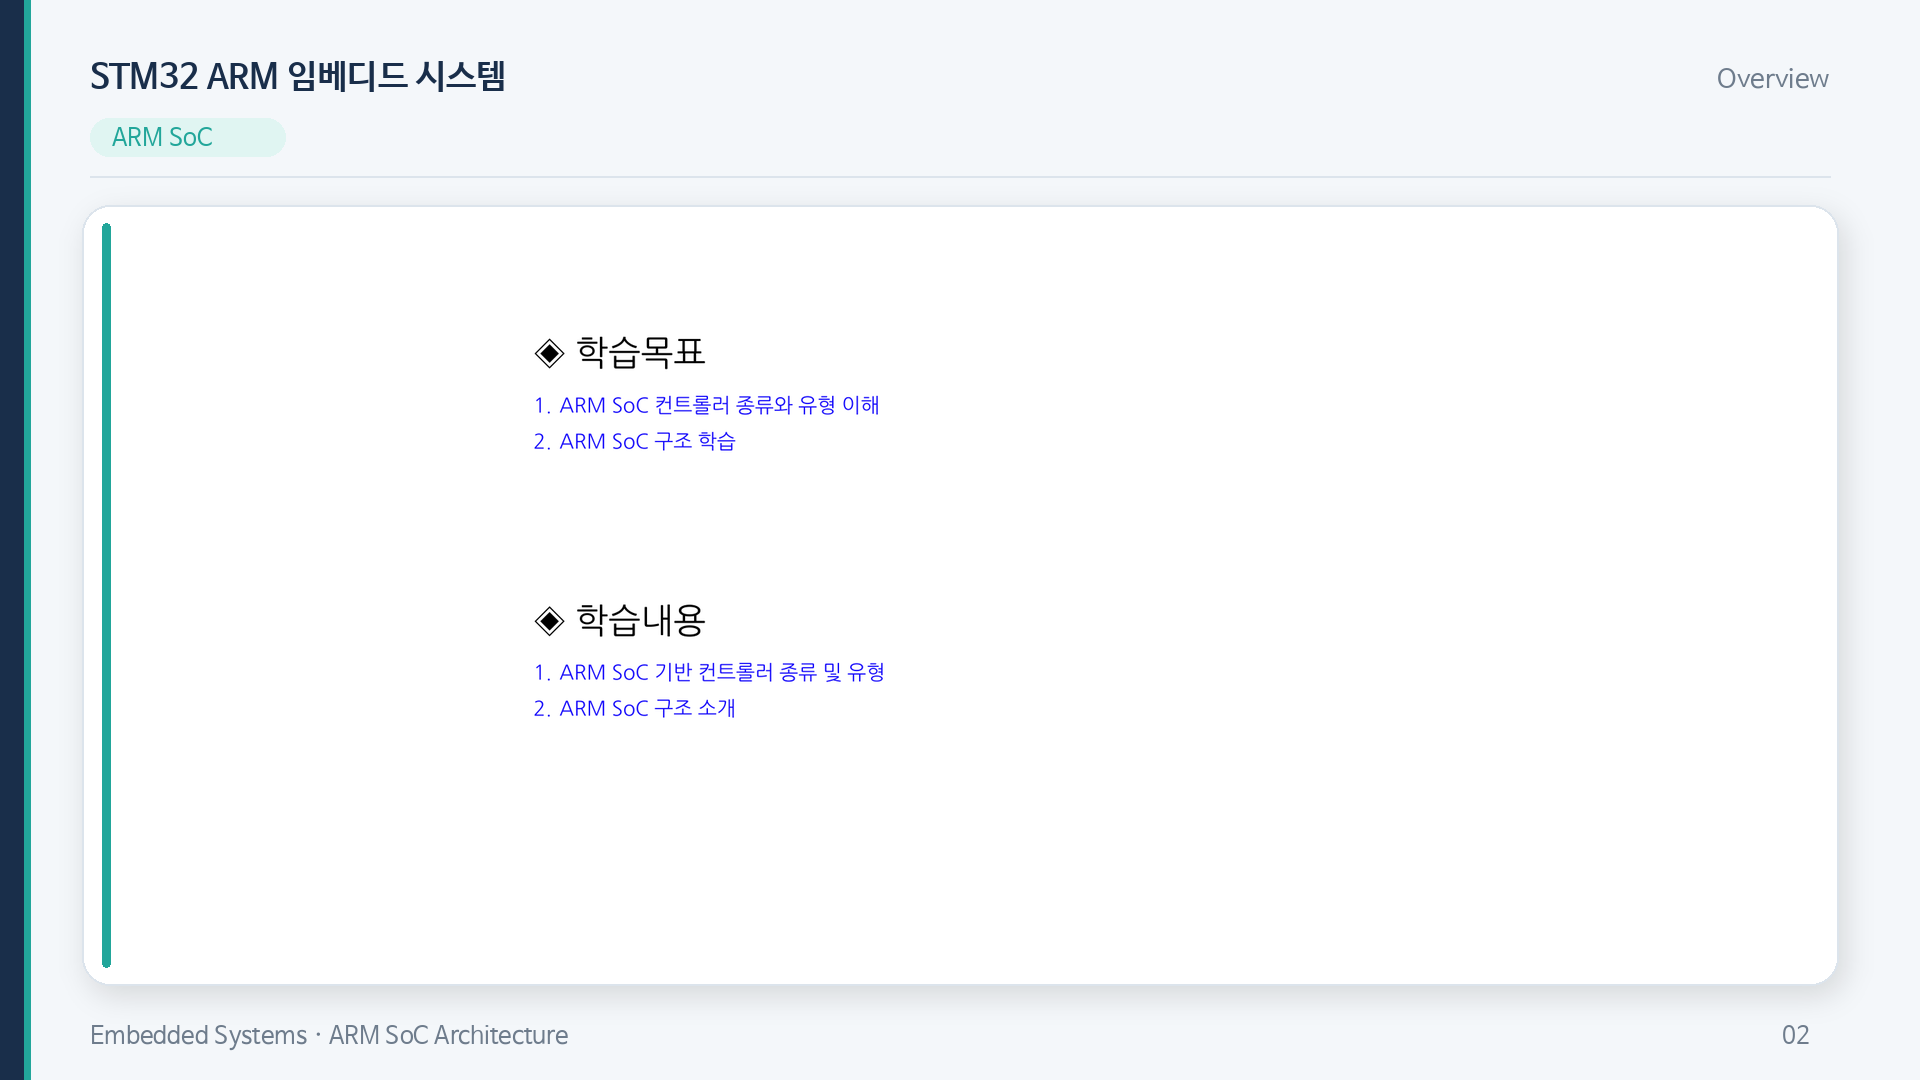 STM32 ARM 임베디드 시스템
Overview
ARM SoC
◈ 학습목표
1. ARM SoC 컨트롤러 종류와 유형 이해
2. ARM SoC 구조 학습
◈ 학습내용
1. ARM SoC 기반 컨트롤러 종류 및 유형
2. ARM SoC 구조 소개
Embedded Systems · ARM SoC Architecture
02